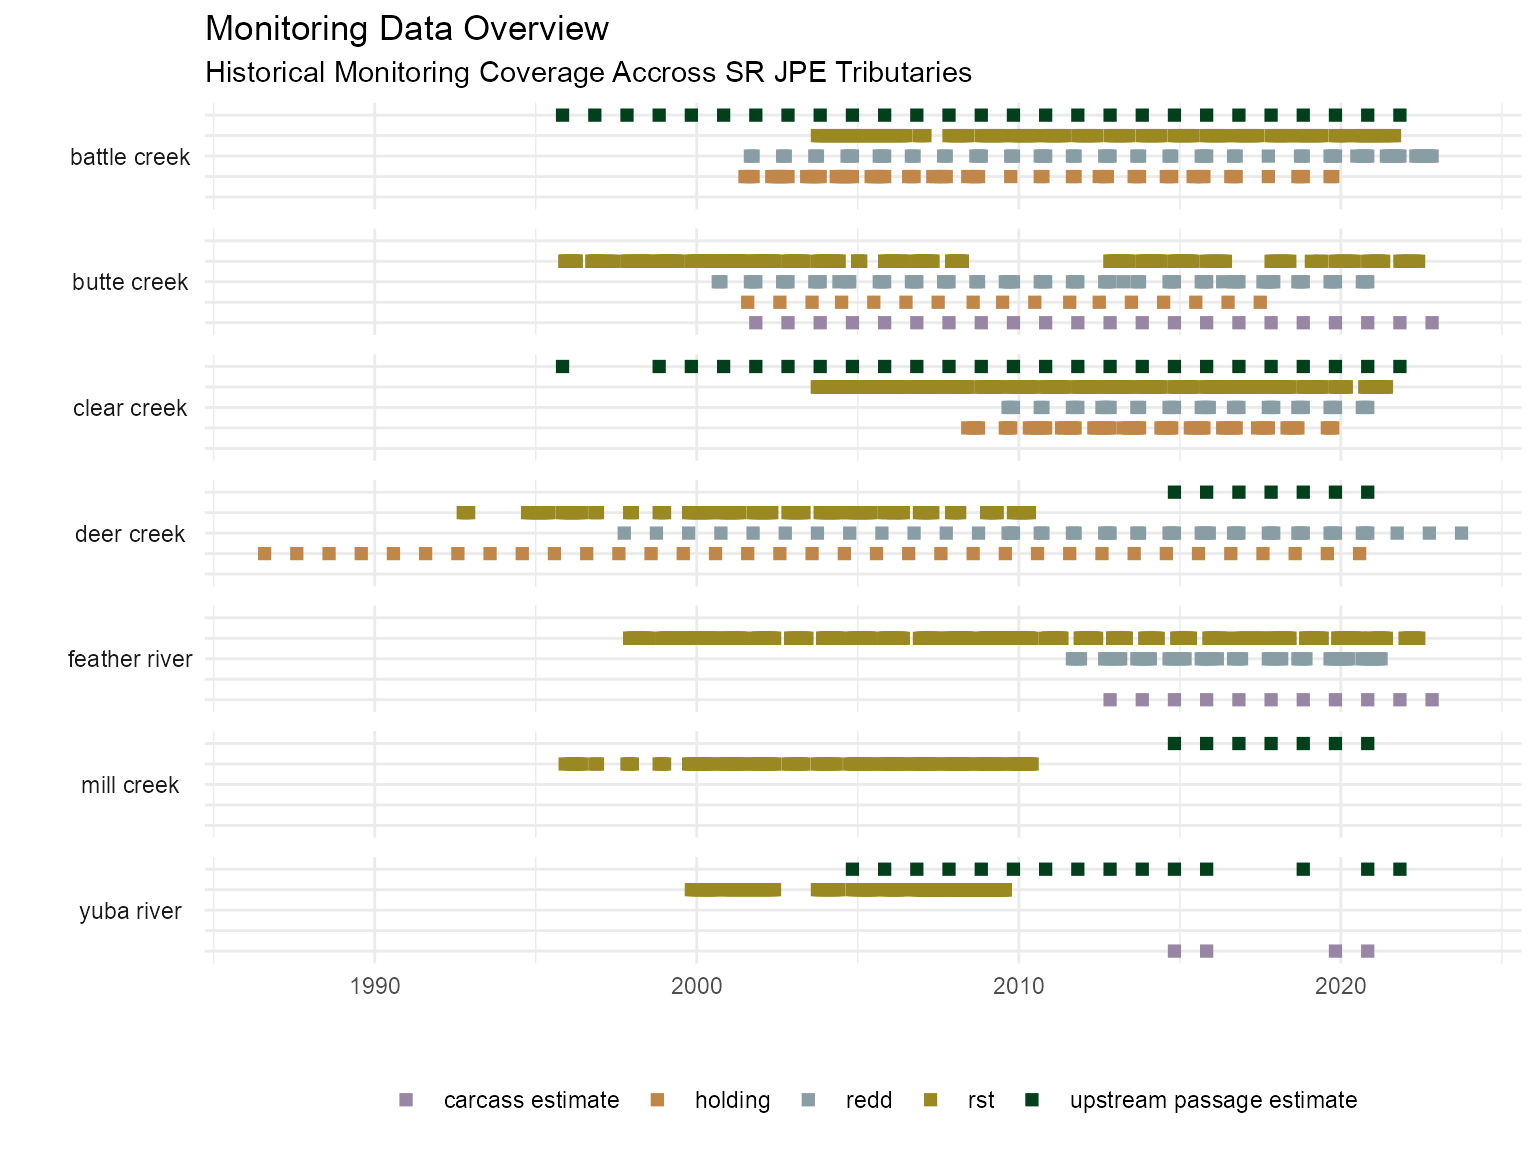 Monitoring Data Overview
Historical Monitoring Coverage Accross SR JPE Tributaries
battle creek
butte creek
clear creek
deer creek
feather river
mill creek
yuba river
1990 2000 2010 2020
carcass estimate holding redd rst upstream passage estimate